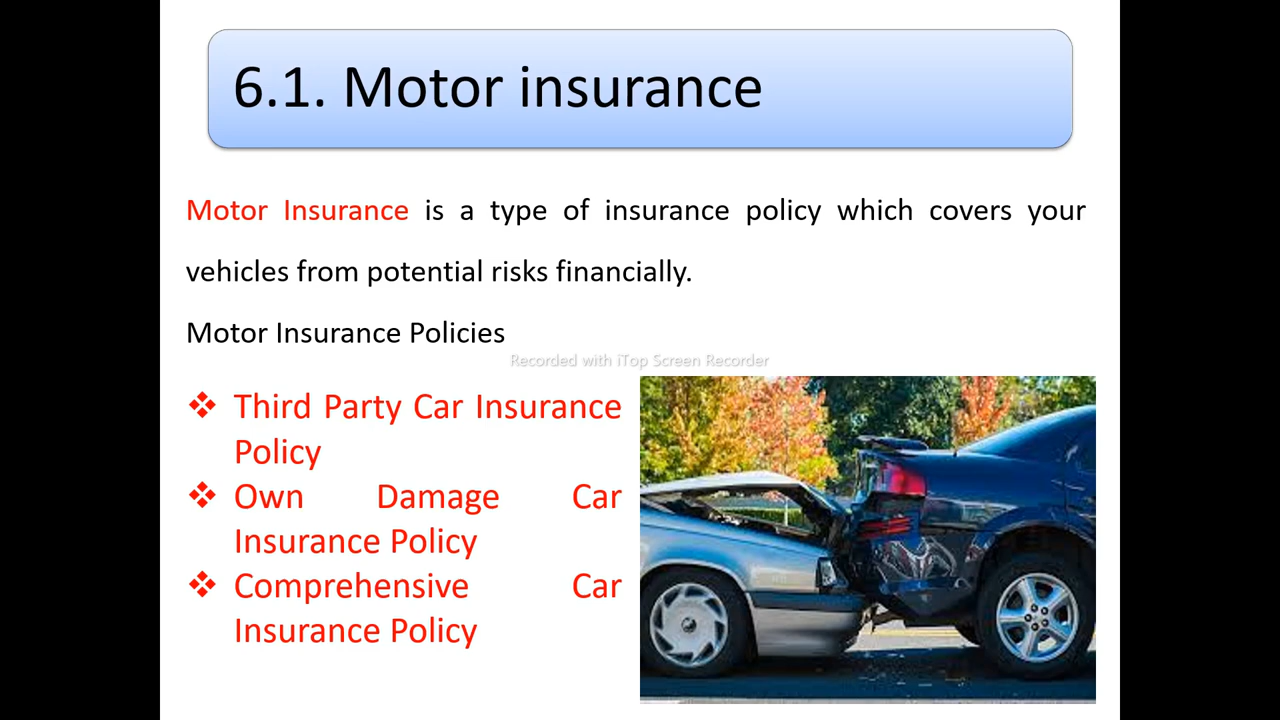 6.1. Motor insurance
Motor Insurance is a type of insurance policy which covers your
vehicles from potential risks financially.
Motor Insurance Policies
Recorded with iTop Screen Recorder
❖ Third Party Car Insurance
Policy
❖ Own Damage Car
Insurance Policy
❖ Comprehensive Car
Insurance Policy